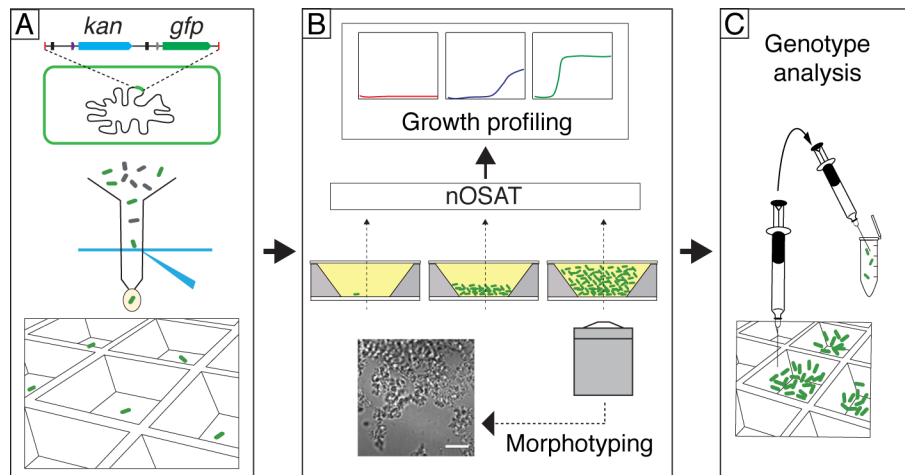 A
kan
gfp
B
Growth profiling
nOSAT
Morphotyping
C
Genotype
analysis